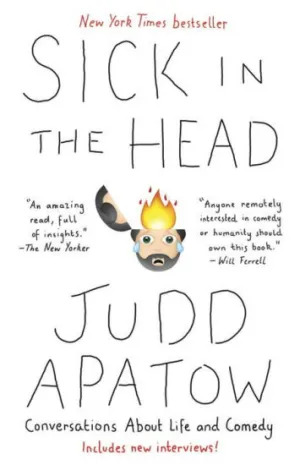 New York Times bestseller
SICK IN
THE HEAD
"An amazing
read, full
of insights."
—The New Yorker
"Anyone remotely
interested in comedy
or humanity should
own this book."
— Will Ferrell
JUDD
APATOW
Conversations About Life and Comedy
Includes new interviews!